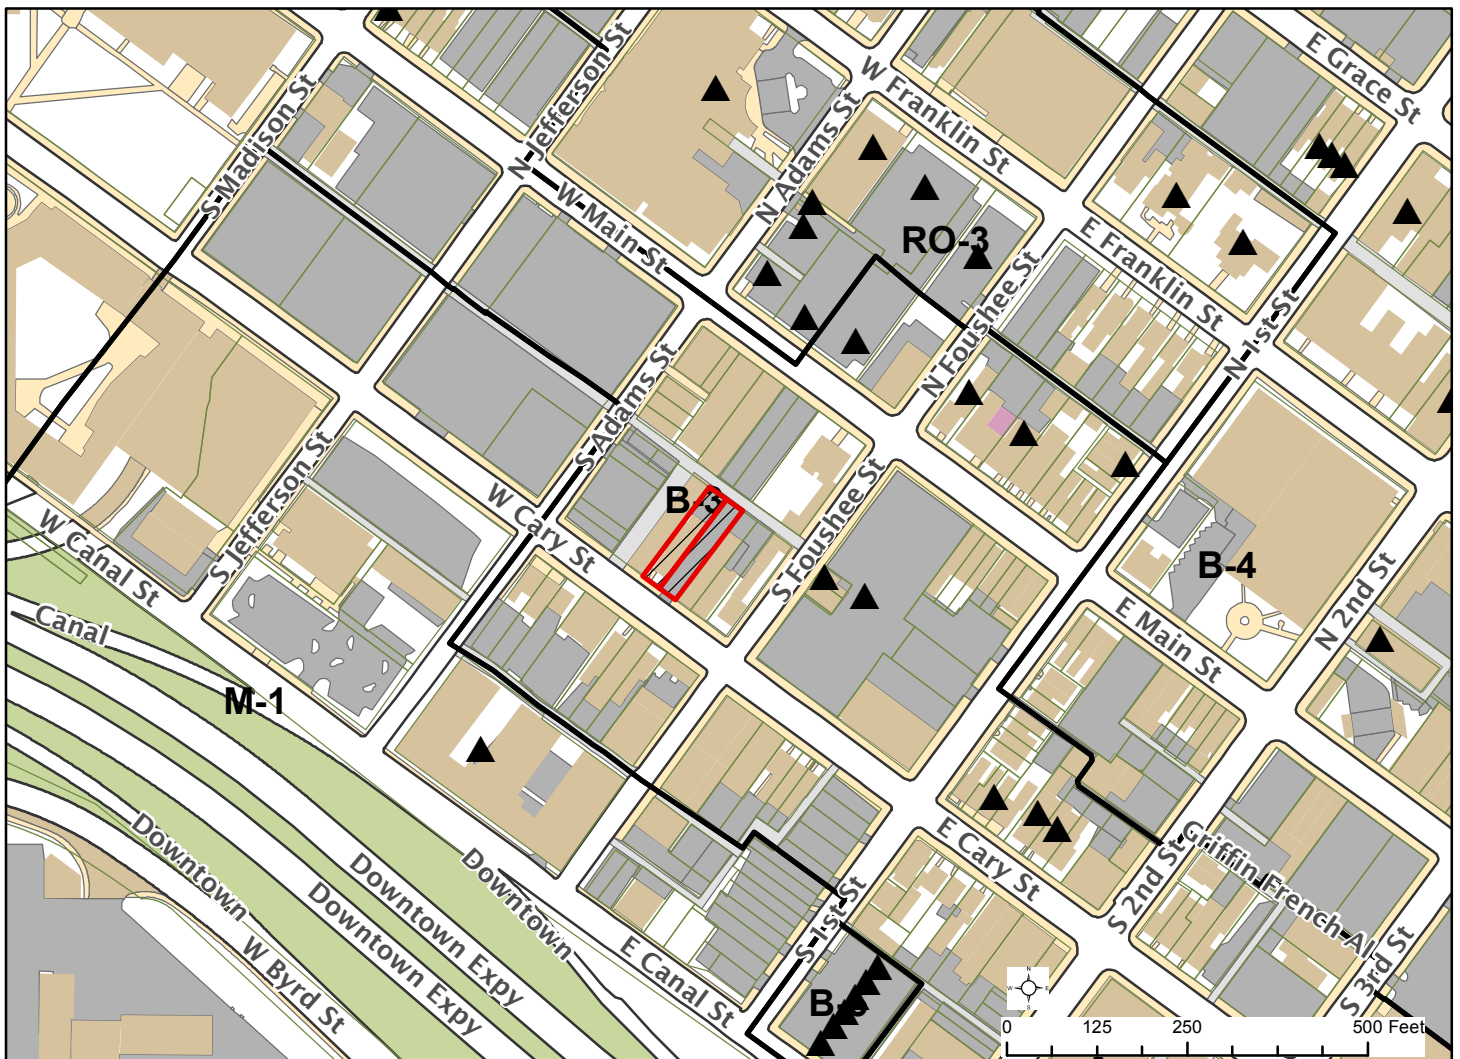 E Grace St
W Franklin St
N Jefferson St
S Madison St
N Adams St
W Main St
RO-3
E Franklin St
N Foushee St
N 1st St
S Adams St
B-3
W Cary St
S Foushee St
S Jefferson St
W Canal St
B-4
N 2nd St
E Main St
Canal
M-1
Downtown
Downtown Expy
Downtown Expy
Downtown
W Byrd St
E Canal St
E Cary St
S 1st St
S 2nd St
Griffin French Al
S 3rd St
N
W E
S
0 125 250 500 Feet